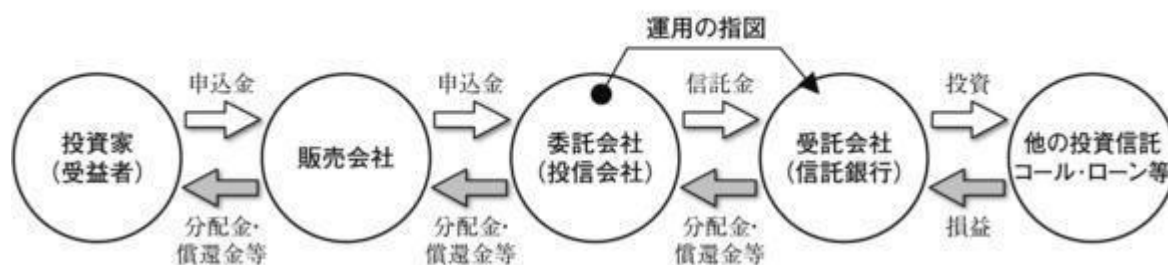 運用の指図
申込金
申込金
信託金
投資
投資家
(受益者)
販売会社
委託会社
(投信会社)
受託会社
(信託銀行)
他の投資信託
コール・ローン等
分配金・
償還金等
分配金・
償還金等
分配金・
償還金等
損益